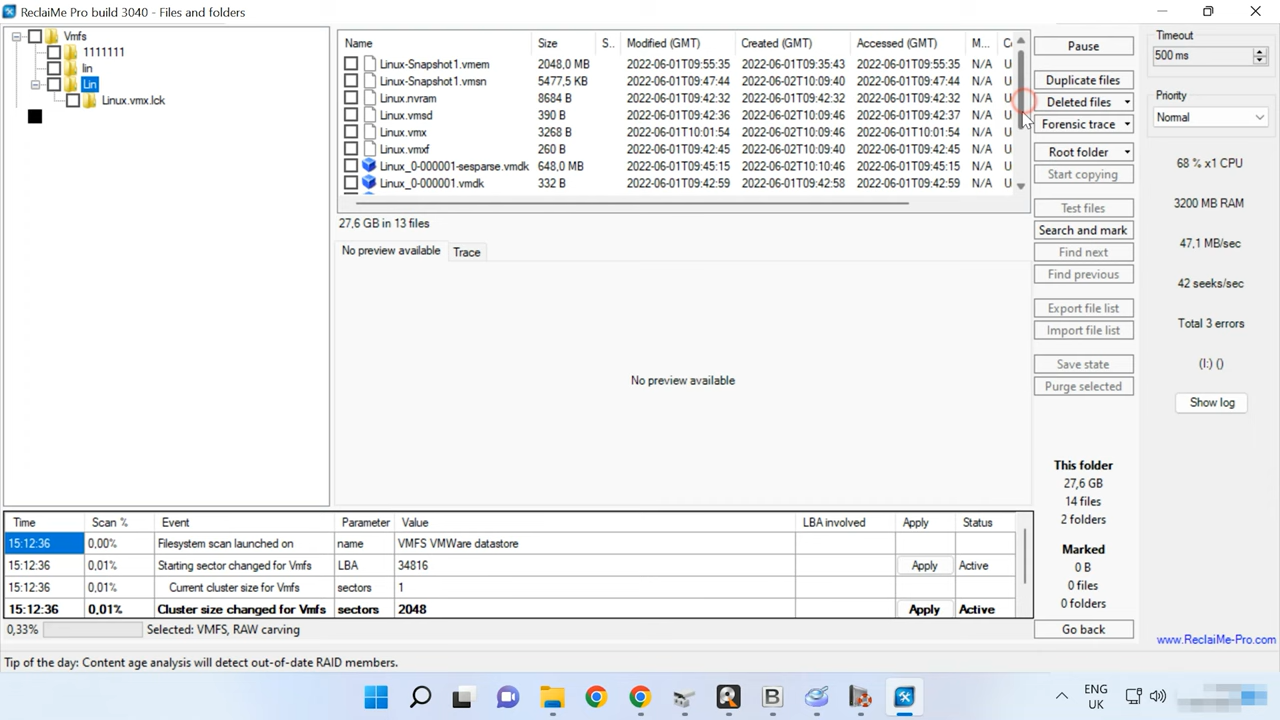 ReclaiMe Pro build 3040 - Files and folders
Vmfs
1111111
lin
Lin
Linux.vmx.lck
Name Size S.. Modified (GMT) Created (GMT) Accessed (GMT) M... C
Linux-Snapshot1.vmem 2048,0 MB 2022-06-01T09:55:35 2022-06-01T09:35:43 2022-06-01T09:55:35 N/A U
Linux-Snapshot1.vmsn 5477,5 KB 2022-06-01T09:47:44 2022-06-02T10:09:40 2022-06-01T09:47:44 N/A U
Linux.nvram 8684 B 2022-06-01T09:42:32 2022-06-02T10:09:40 2022-06-01T09:42:32 N/A U
Linux.vmsd 390 B 2022-06-01T09:42:36 2022-06-02T10:09:46 2022-06-01T09:42:37 N/A U
Linux.vmx 3268 B 2022-06-01T10:01:54 2022-06-02T10:09:46 2022-06-01T10:01:54 N/A U
Linux.vmxf 260 B 2022-06-01T09:42:40 2022-06-02T10:09:46 2022-06-01T09:42:40 N/A U
Linux_0-000001-sesparse.vmdk 648,0 MB 2022-06-01T09:45:15 2022-06-02T10:10:46 2022-06-01T09:45:15 N/A U
Linux_0-000001.vmdk 332 B 2022-06-01T09:42:59 2022-06-01T09:42:58 2022-06-01T09:42:59 N/A U
27,6 GB in 13 files
No preview available Trace
No preview available
Pause
Duplicate files
Deleted files
Forensic trace
Root folder
Start copying
Test files
Search and mark
Find next
Find previous
Export file list
Import file list
Save state
Purge selected
This folder
27,6 GB
14 files
2 folders
Marked
0 B
0 files
0 folders
Go back
Timeout
500 ms
Priority
Normal
68 % x1 CPU
3200 MB RAM
47,1 MB/sec
42 seeks/sec
Total 3 errors
(I:) ()
Show log
www.ReclaiMe-Pro.com
Time Scan % Event Parameter Value LBA involved Apply Status
15:12:36 0,00% Filesystem scan launched on name VMFS VMWare datastore
15:12:36 0,01% Starting sector changed for Vmfs LBA 34816 Apply Active
15:12:36 0,01% Current cluster size for Vmfs sectors 1
15:12:36 0,01% Cluster size changed for Vmfs sectors 2048 Apply Active
0,33% Selected: VMFS, RAW carving
Tip of the day: Content age analysis will detect out-of-date RAID members.
B
ENG
UK